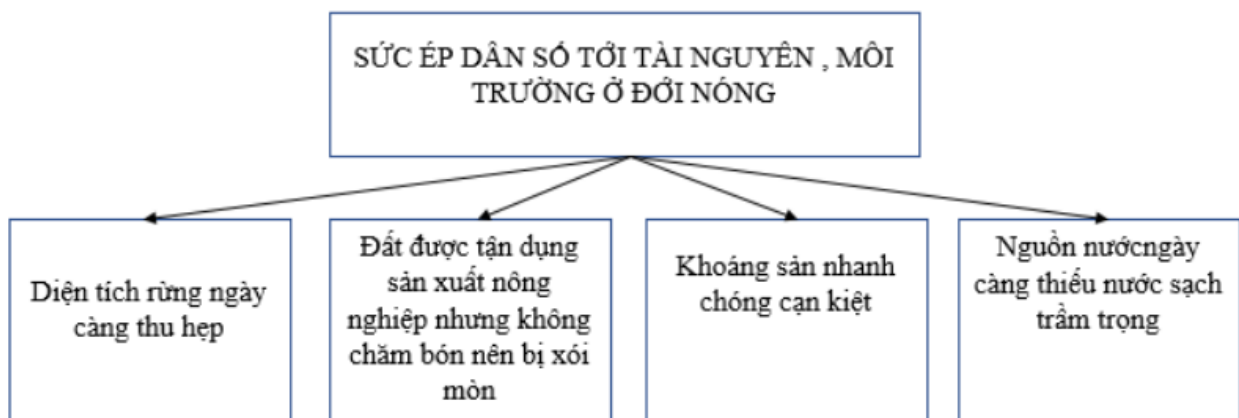 SỨC ÉP DÂN SỐ TỚI TÀI NGUYÊN , MÔI
TRƯỜNG Ở ĐỚI NÓNG
Diện tích rừng ngày
càng thu hẹp
Đất được tận dụng
sản xuất nông
nghiệp nhưng không
chăm bón nên bị xói
mòn
Khoáng sản nhanh
chóng cạn kiệt
Nguồn nướcngày
càng thiếu nước sạch
trầm trọng